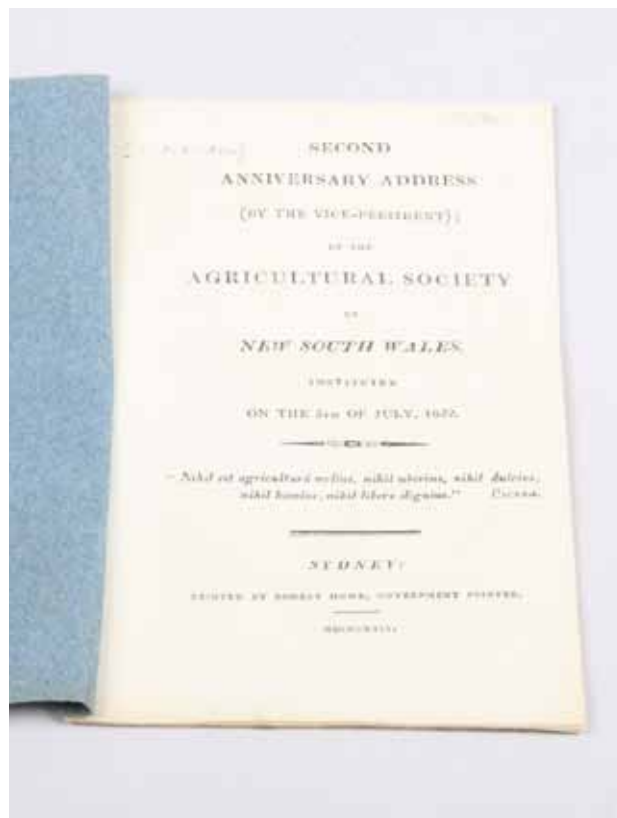 SECOND
ANNIVERSARY ADDRESS
(BY THE VICE-PRESIDENT);
OF THE
AGRICULTURAL SOCIETY
OF
NEW SOUTH WALES,
INSTITUTED
ON THE 5TH OF JULY, 1822.
"Nihil est agriculturâ melius, nihil uberius, nihil dulcius,
nihil homine, nihil libero dignius." CICERO.
SYDNEY:
PRINTED BY ROBERT HOWE, GOVERNMENT PRINTER.